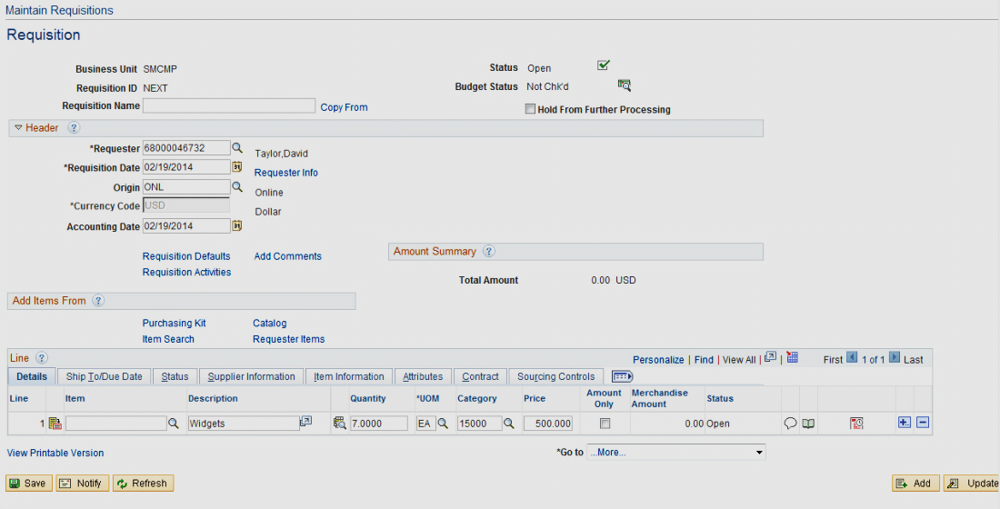 Maintain Requisitions
Requisition
Business Unit SMCMP
Status Open
Requisition ID NEXT
Budget Status Not Chk'd
Requisition Name
Copy From
Hold From Further Processing
Header ?
*Requester 68000046732 Taylor,David
*Requisition Date 02/19/2014 31 Requester Info
Origin ONL Online
*Currency Code USD Dollar
Accounting Date 02/19/2014 31
Requisition Defaults Add Comments
Amount Summary ?
Requisition Activities
Total Amount 0.00 USD
Add Items From ?
Purchasing Kit Catalog
Item Search Requester Items
Line ? Personalize | Find | View All | | First 1 of 1 Last
Details Ship To/Due Date Status Supplier Information Item Information Attributes Contract Sourcing Controls
Line Item Description Quantity *UOM Category Price Amount Only Merchandise Amount Status
1 Widgets 7.0000 EA 15000 500.000 0.00 Open
View Printable Version *Go to ...More...
Save Notify Refresh Add Update